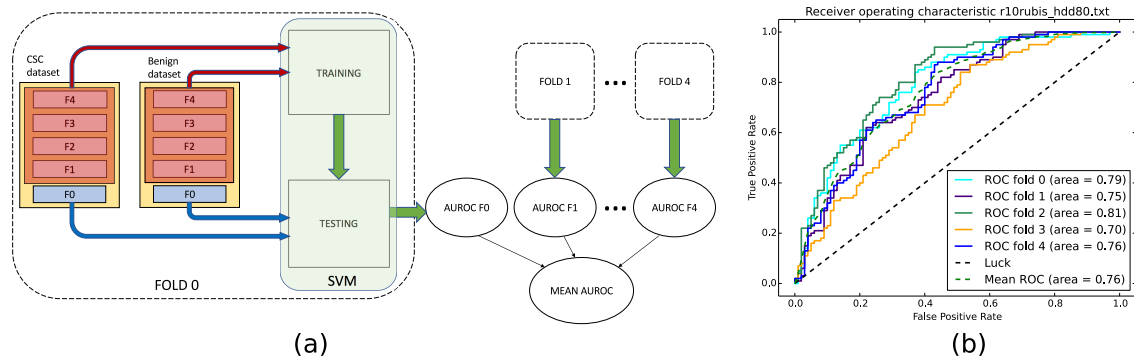 CSC
dataset
Benign
dataset
F4
F3
F2
F1
F0
F4
F3
F2
F1
F0
TRAINING
TESTING
SVM
FOLD 0
FOLD 1
FOLD 4
AUROC F0
AUROC F1
AUROC F4
MEAN AUROC
(a)
Receiver operating characteristic r10rubis_hdd80.txt
True Positive Rate
1.0
0.8
0.6
0.4
0.2
0.0
0.0
0.2
0.4
0.6
0.8
1.0
False Positive Rate
ROC fold 0 (area = 0.79)
ROC fold 1 (area = 0.75)
ROC fold 2 (area = 0.81)
ROC fold 3 (area = 0.70)
ROC fold 4 (area = 0.76)
Luck
Mean ROC (area = 0.76)
(b)